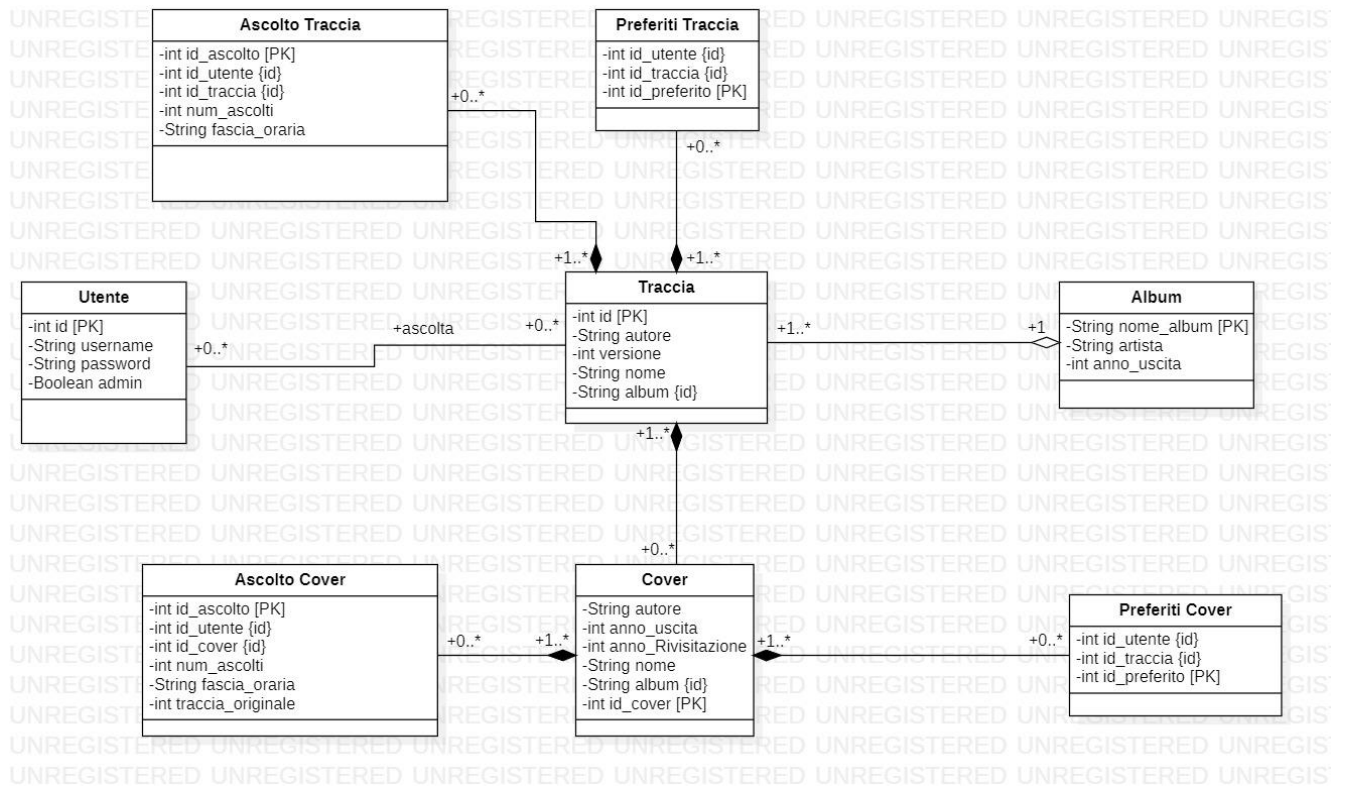 Ascolto Traccia
-int id_ascolto [PK]
-int id_utente {id}
-int id_traccia {id}
-int num_ascolti
-String fascia_oraria
+0..*
Preferiti Traccia
-int id_utente {id}
-int id_traccia {id}
-int id_preferito [PK]
+0..*
+1..*
+1..*
Utente
-int id [PK]
-String username
-String password
-Boolean admin
+0..*
+ascolta
+0..*
Traccia
-int id [PK]
-String autore
-int versione
-String nome
-String album {id}
+1..*
+1
Album
-String nome_album [PK]
-String artista
-int anno_uscita
+1..*
+0..*
Ascolto Cover
-int id_ascolto [PK]
-int id_utente {id}
-int id_cover {id}
-int num_ascolti
-String fascia_oraria
-int traccia_originale
+0..*
+1..*
Cover
-String autore
-int anno_uscita
-int anno_Rivisitazione
-String nome
-String album {id}
-int id_cover [PK]
+1..*
+0..*
Preferiti Cover
-int id_utente {id}
-int id_traccia {id}
-int id_preferito [PK]
UNREGISTERED